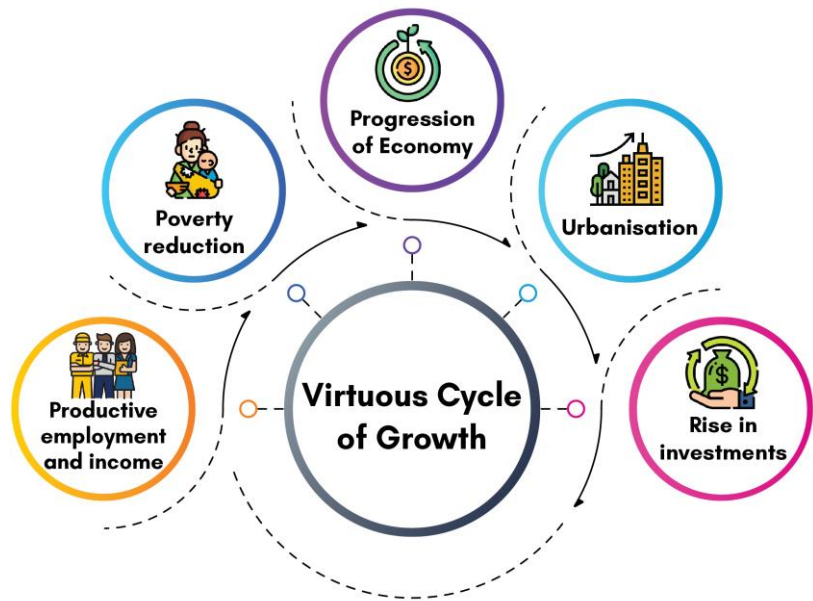 Progression
of Economy
Poverty
reduction
Urbanisation
Productive
employment
and income
Virtuous Cycle
of Growth
Rise in
investments